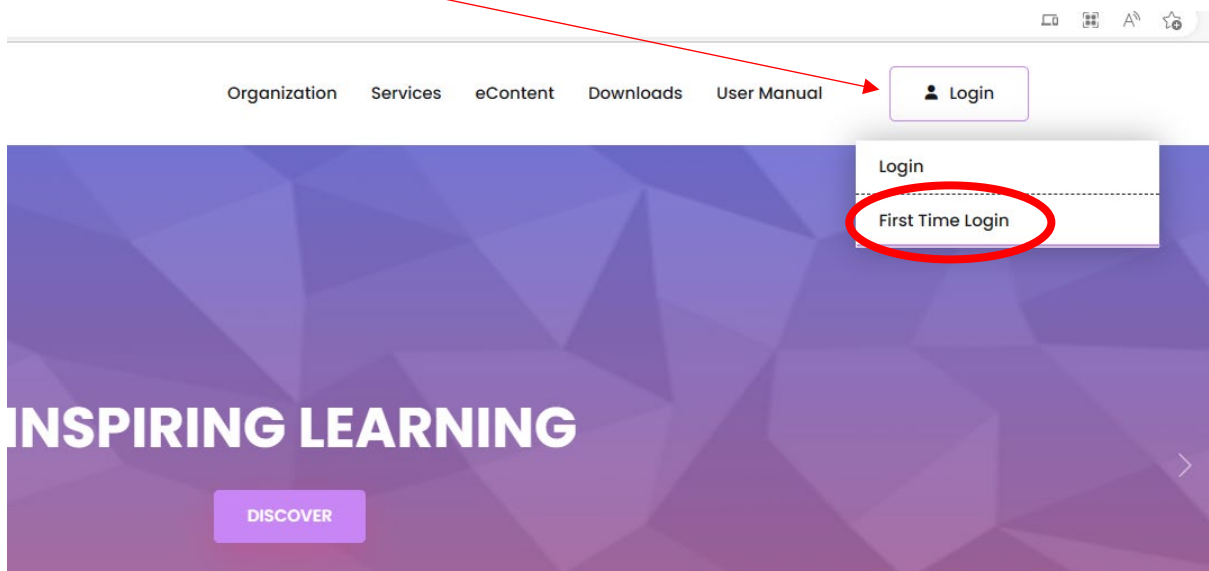 Organization Services eContent Downloads User Manual Login
Login
First Time Login
INSPIRING LEARNING
DISCOVER